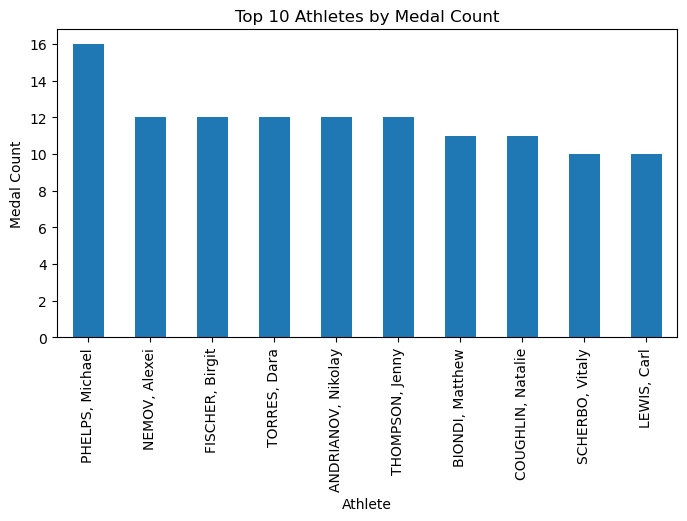 Top 10 Athletes by Medal Count
Medal Count
16
14
12
10
8
6
4
2
0
PHELPS, Michael
NEMOV, Alexei
FISCHER, Birgit
TORRES, Dara
ANDRIANOV, Nikolay
THOMPSON, Jenny
BIONDI, Matthew
COUGHLIN, Natalie
SCHERBO, Vitaly
LEWIS, Carl
Athlete